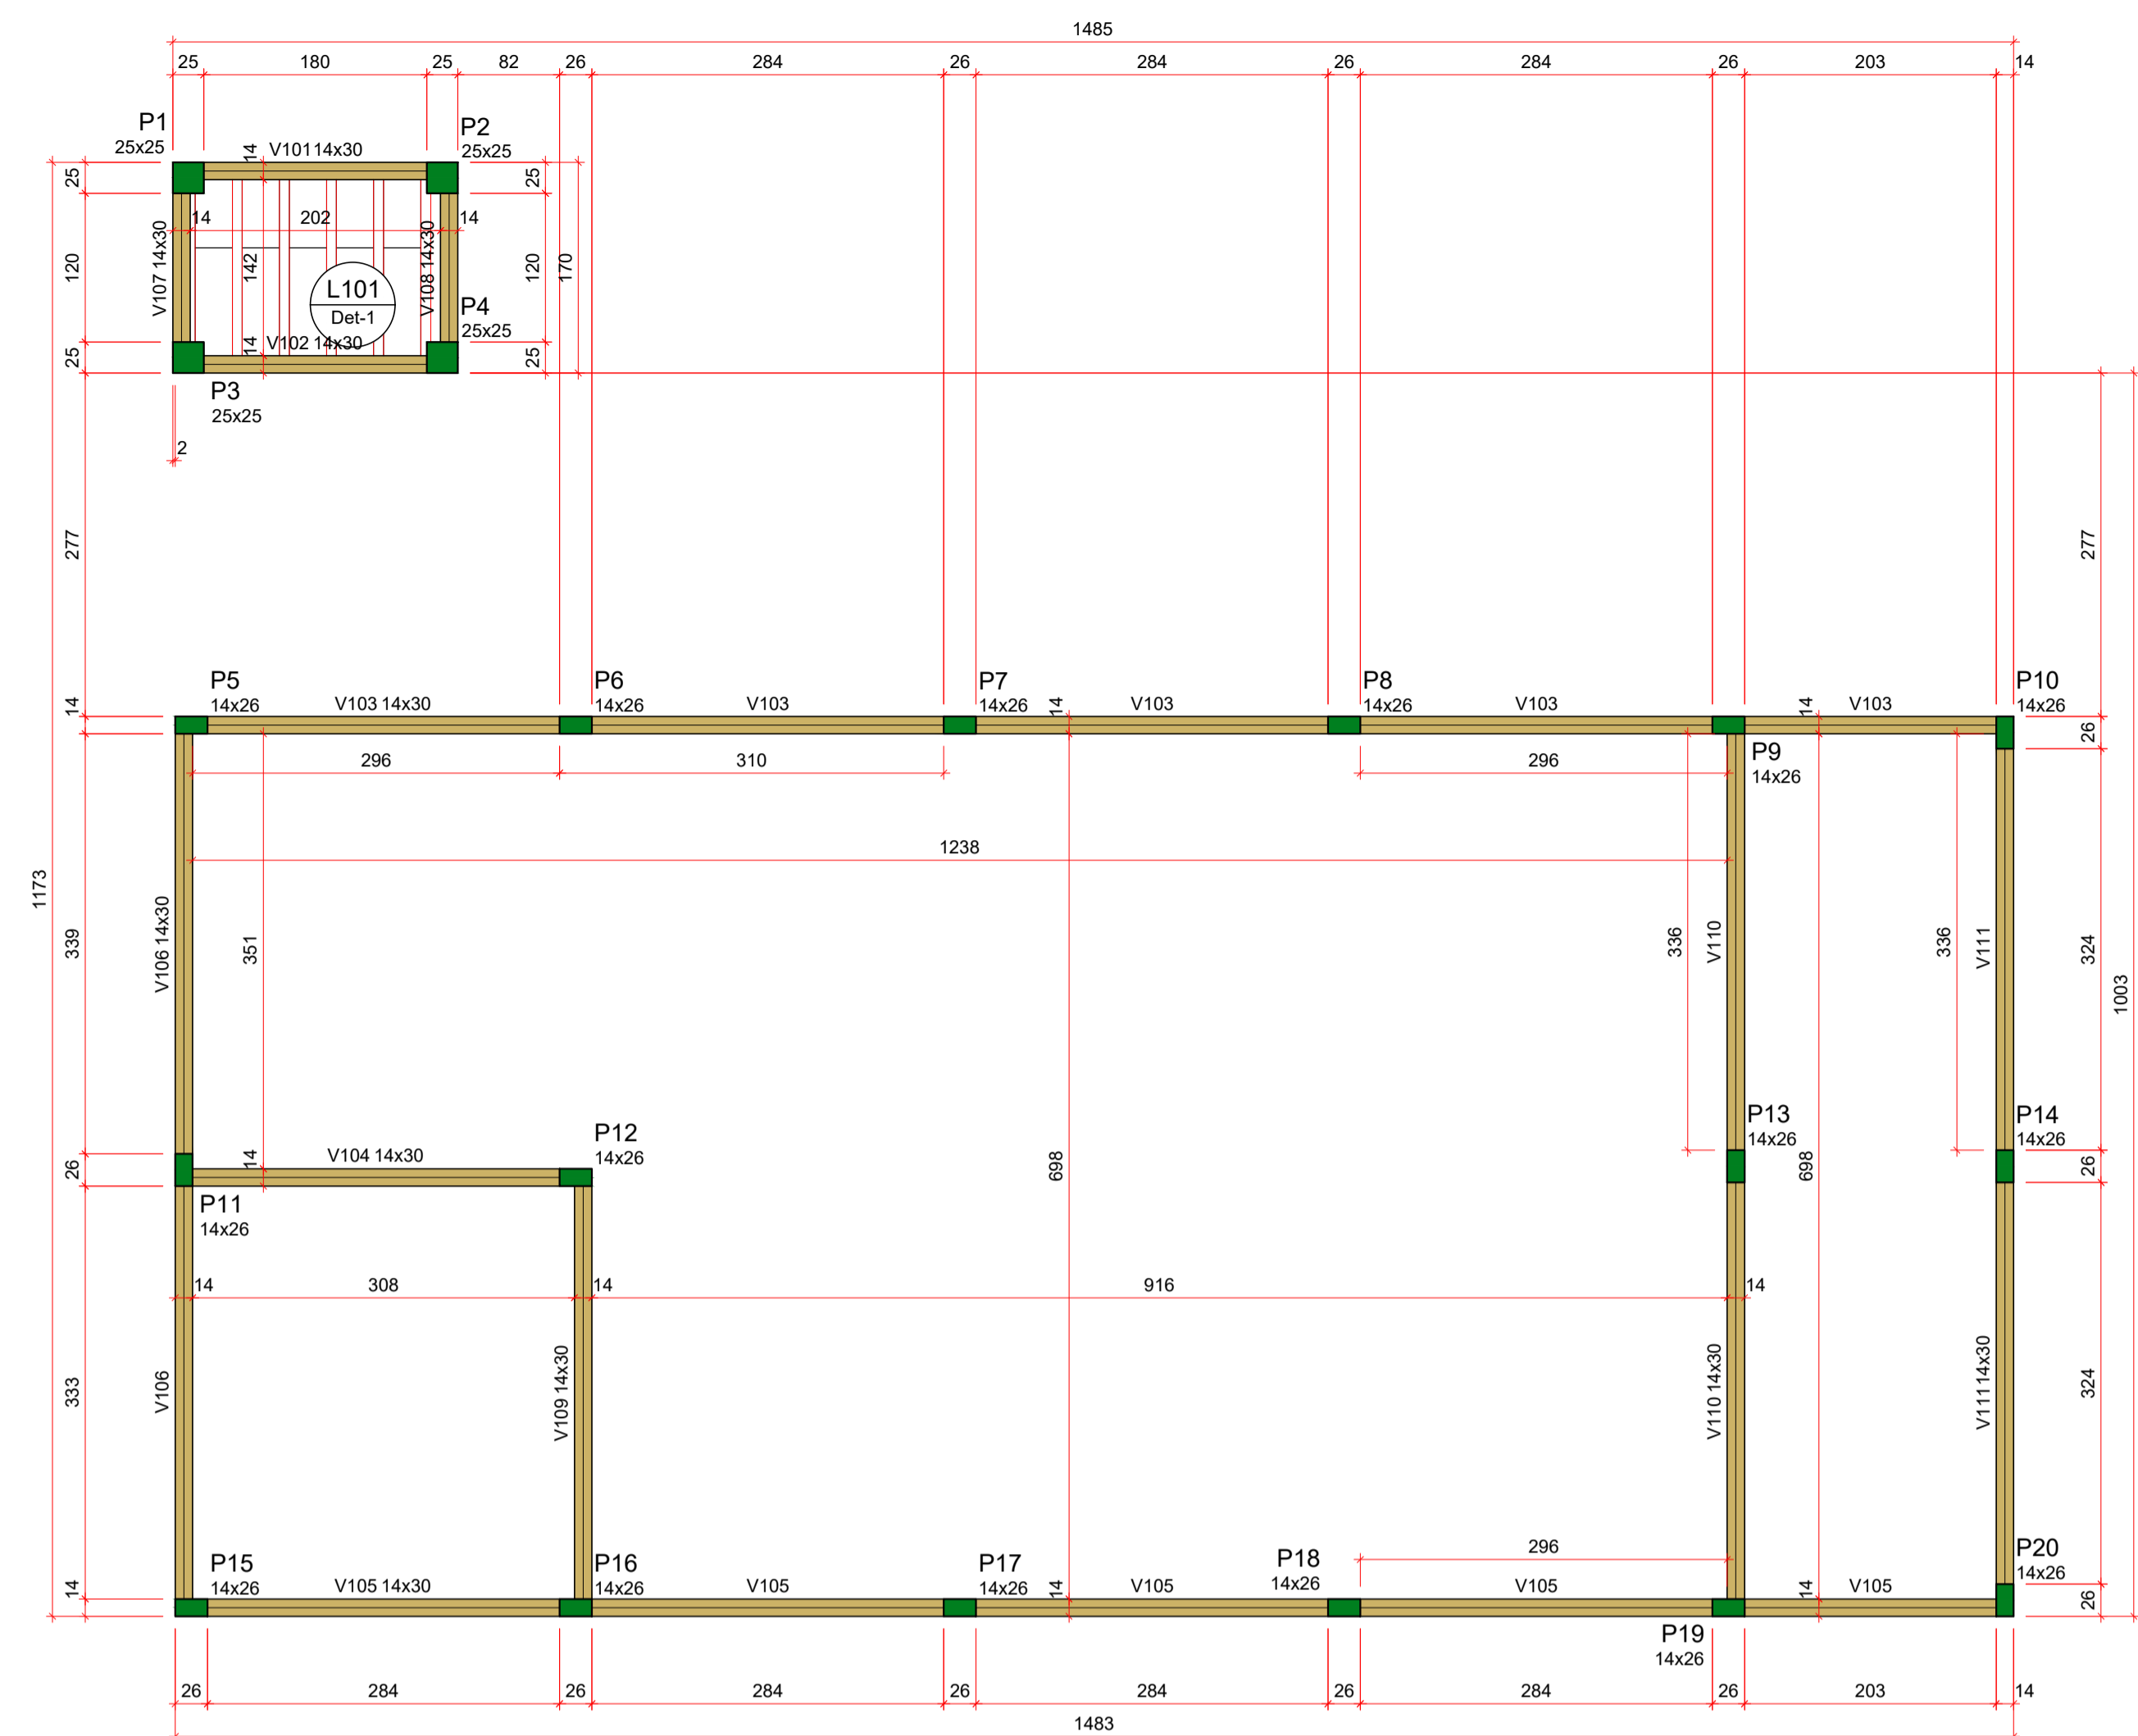 1485
25 180 25 82 26 284 26 284 26 284 26 203 14
P1
25x25
V101 14x30
14
P2
25x25
25
25
14 202 14
V107 14x30
120
142
V108 14x30
120
170
L101
Det-1
P4
25x25
25
14
V102 14x30
25
P3
25x25
2
277
277
P5
14x26
V103 14x30
P6
14x26
V103
P7
14x26
14
V103
P8
14x26
V103
14
V103
P10
14x26
14
26
P9
14x26
296
310
296
1238
1173
339
V106 14x30
351
336
V110
336
V111
324
1003
P12
14x26
P13
14x26
P14
14x26
26
14
V104 14x30
698
698
26
P11
14x26
14 308 14 916 14
333
V106
V109 14x30
V110 14x30
V111 14x30
324
296
P15
14x26
V105 14x30
P16
14x26
V105
P17
14x26
14
V105
P18
14x26
V105
14
V105
P20
14x26
14
26
P19
14x26
26 284 26 284 26 284 26 284 26 203 14
1483